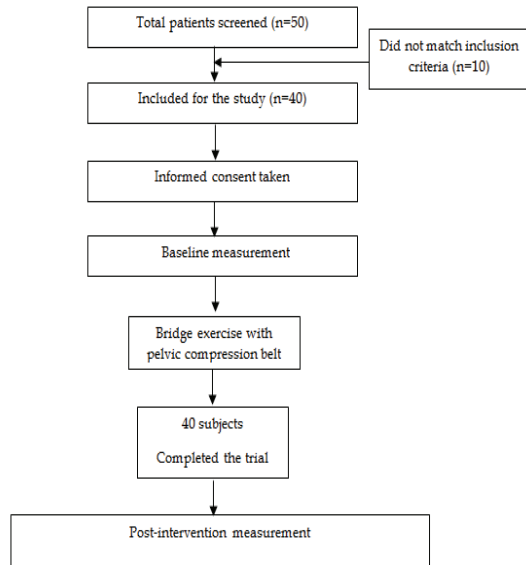 Total patients screened (n=50)
Did not match inclusion
criteria (n=10)
Included for the study (n=40)
Informed consent taken
Baseline measurement
Bridge exercise with
pelvic compression belt
40 subjects
Completed the trial
Post-intervention measurement